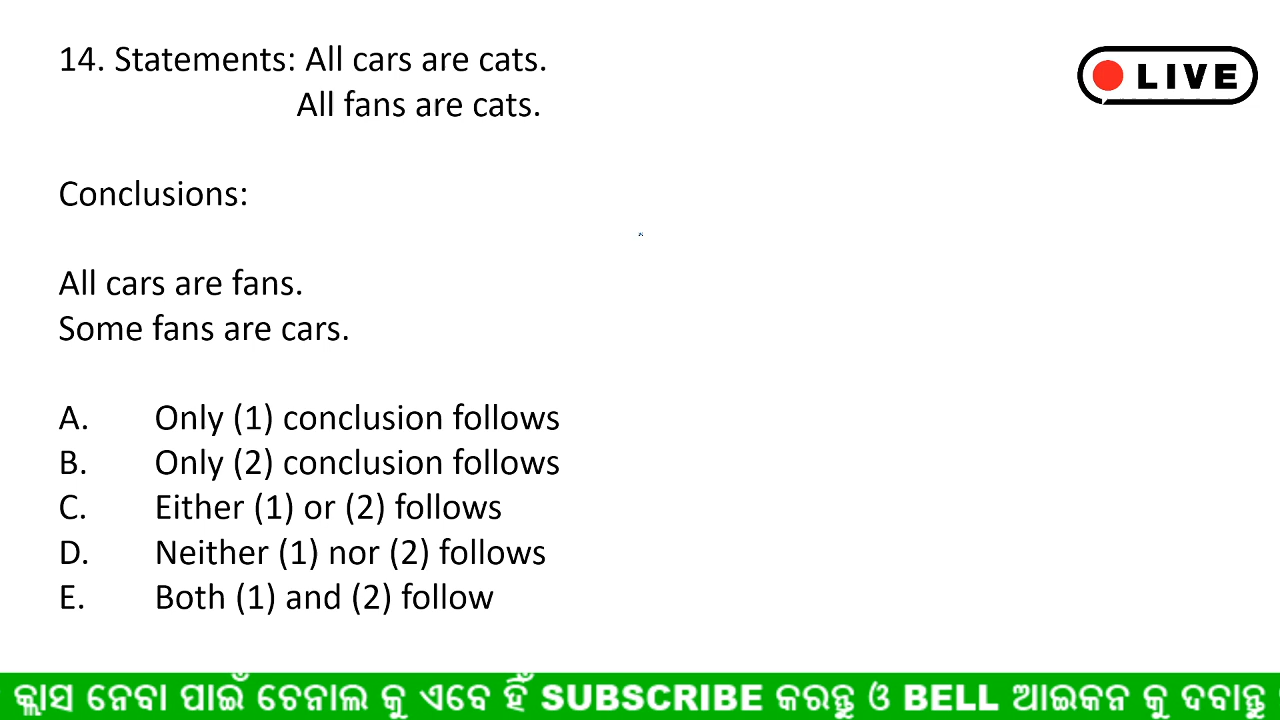 14. Statements: All cars are cats.
All fans are cats.
LIVE
Conclusions:
All cars are fans.
Some fans are cars.
A. Only (1) conclusion follows
B. Only (2) conclusion follows
C. Either (1) or (2) follows
D. Neither (1) nor (2) follows
E. Both (1) and (2) follow
କ୍ଲାସ ନେବା ପାଇଁ ଚେନାଲ କୁ ଏବେ ହିଁ SUBSCRIBE କରନ୍ତୁ ଓ BELL ଆଇକନ କୁ ଦବାନ୍ତୁ